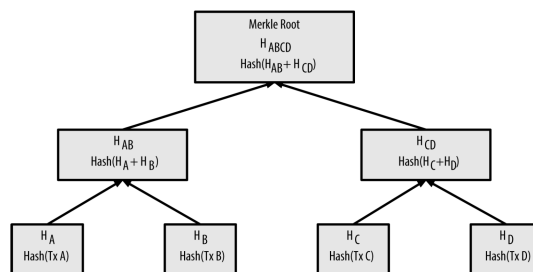 Merkle Root
H ABCD
Hash(H AB + H CD)
H AB
Hash(H A + H B)
H CD
Hash(H C+H D)
H A
Hash(Tx A)
H B
Hash(Tx B)
H C
Hash(Tx C)
H D
Hash(Tx D)